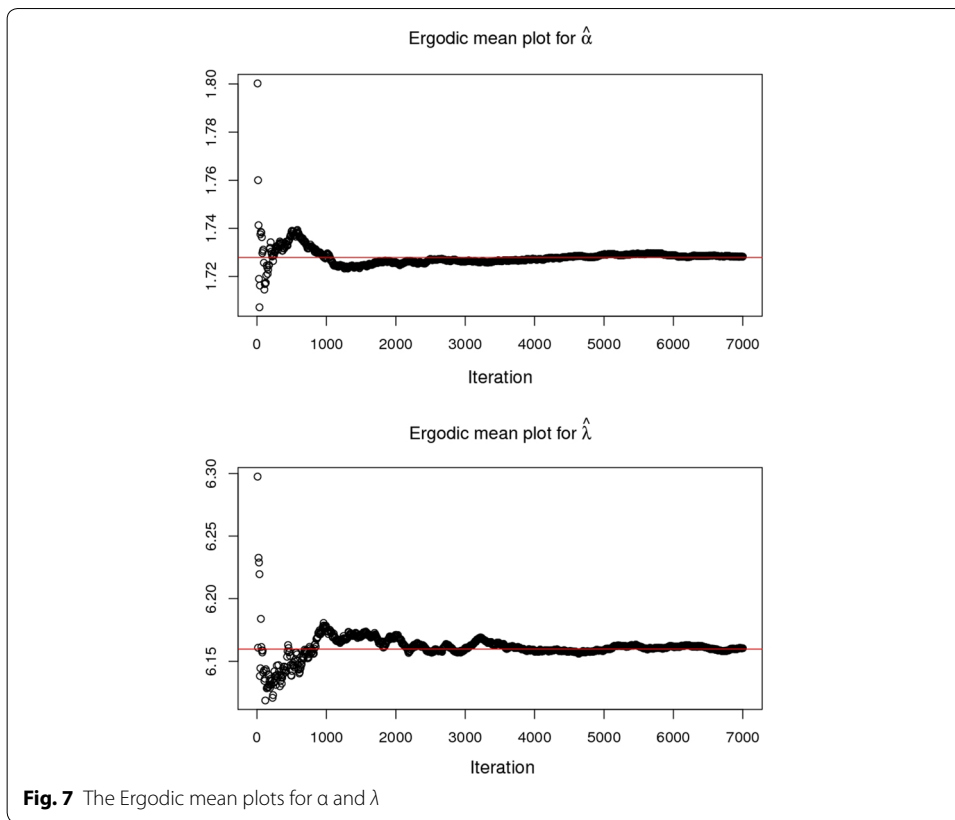 Ergodic mean plot for α̂
1.80
1.78
1.76
1.74
1.72
0 1000 2000 3000 4000 5000 6000 7000
Iteration
Ergodic mean plot for λ̂
6.30
6.25
6.20
6.15
0 1000 2000 3000 4000 5000 6000 7000
Iteration
Fig. 7 The Ergodic mean plots for α and λ